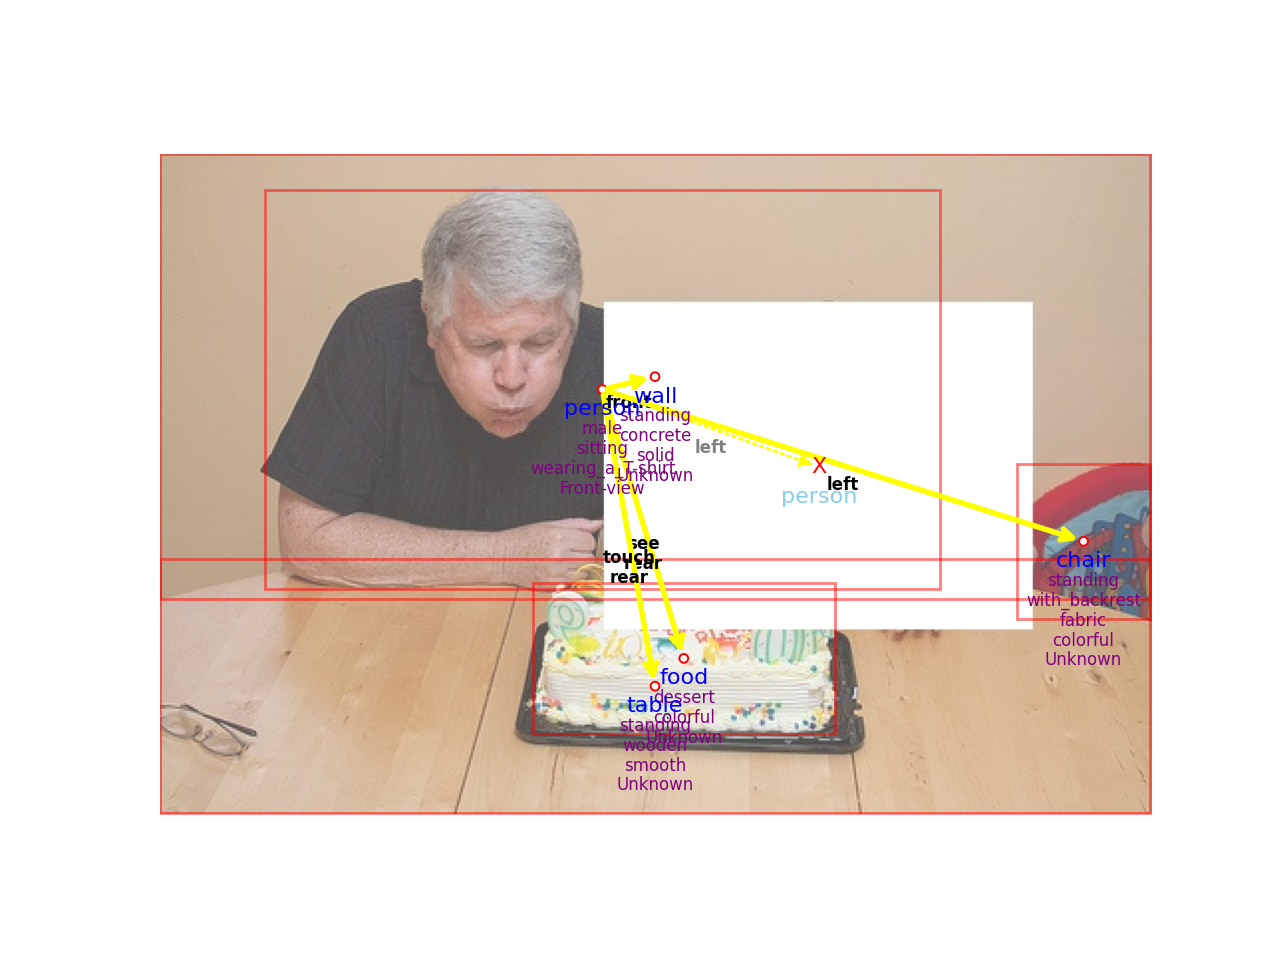 wall
front
person
standing
male
concrete
sitting
left
solid
wearing_a_T-shirt
Unknown
Front-view
X
left
person
see
touch
rear
rear
chair
standing
with_backrest
fabric
colorful
Unknown
food
dessert
colorful
Unknown
table
standing
wooden
smooth
Unknown